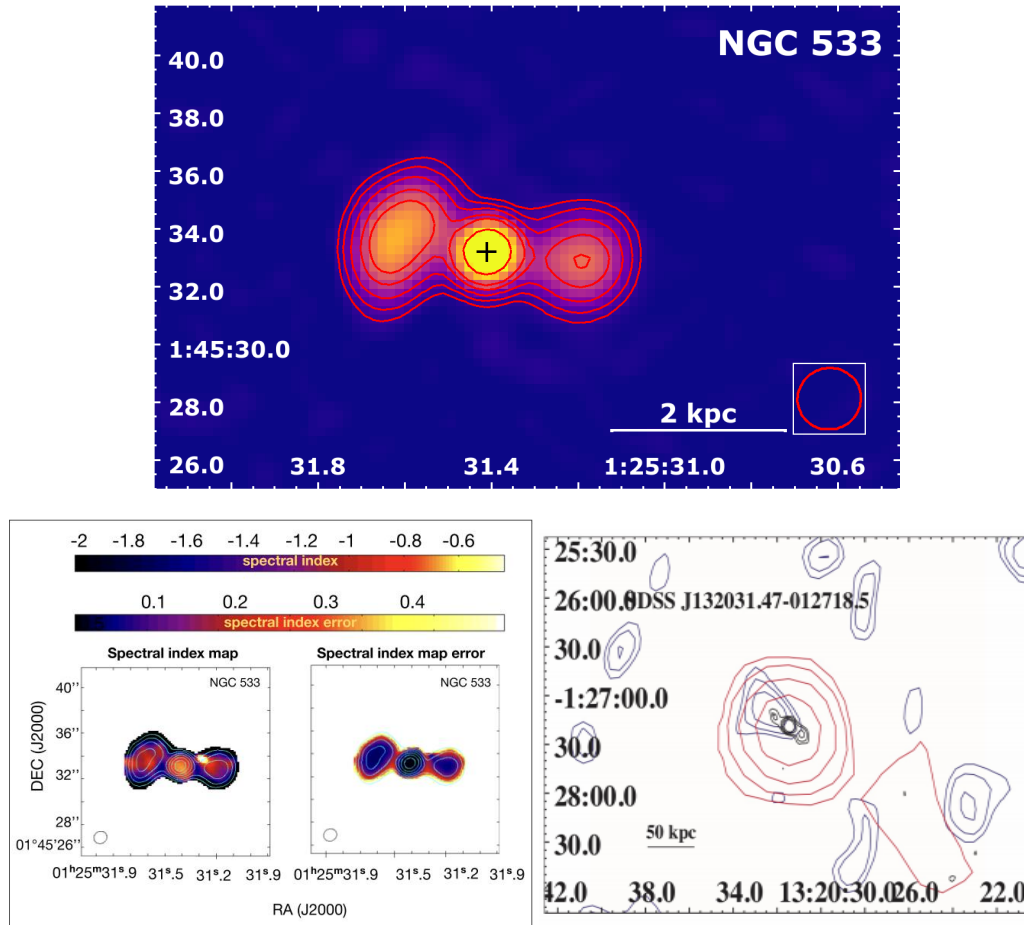 NGC 533
40.0
38.0
36.0
34.0
32.0
1:45:30.0
28.0
2 kpc
26.0
31.8 31.4 1:25:31.0 30.6
-2 -1.8 -1.6 -1.4 -1.2 -1 -0.8 -0.6
spectral index
0.1 0.2 0.3 0.4
spectral index error
Spectral index map Spectral index map error
NGC 533 NGC 533
DEC (J2000)
40''
36''
32''
28''
01°45'26''
01h25m31s.9 31s.5 31s.2 31s.9 01h25m31s.9 31s.5 31s.2 31s.9
RA (J2000)
25:30.0
26:00.0 SDSS J132031.47-012718.5
30.0
-1:27:00.0
30.0
28:00.0
30.0
50 kpc
42.0 38.0 34.0 13:20:30.0 26.0 22.0